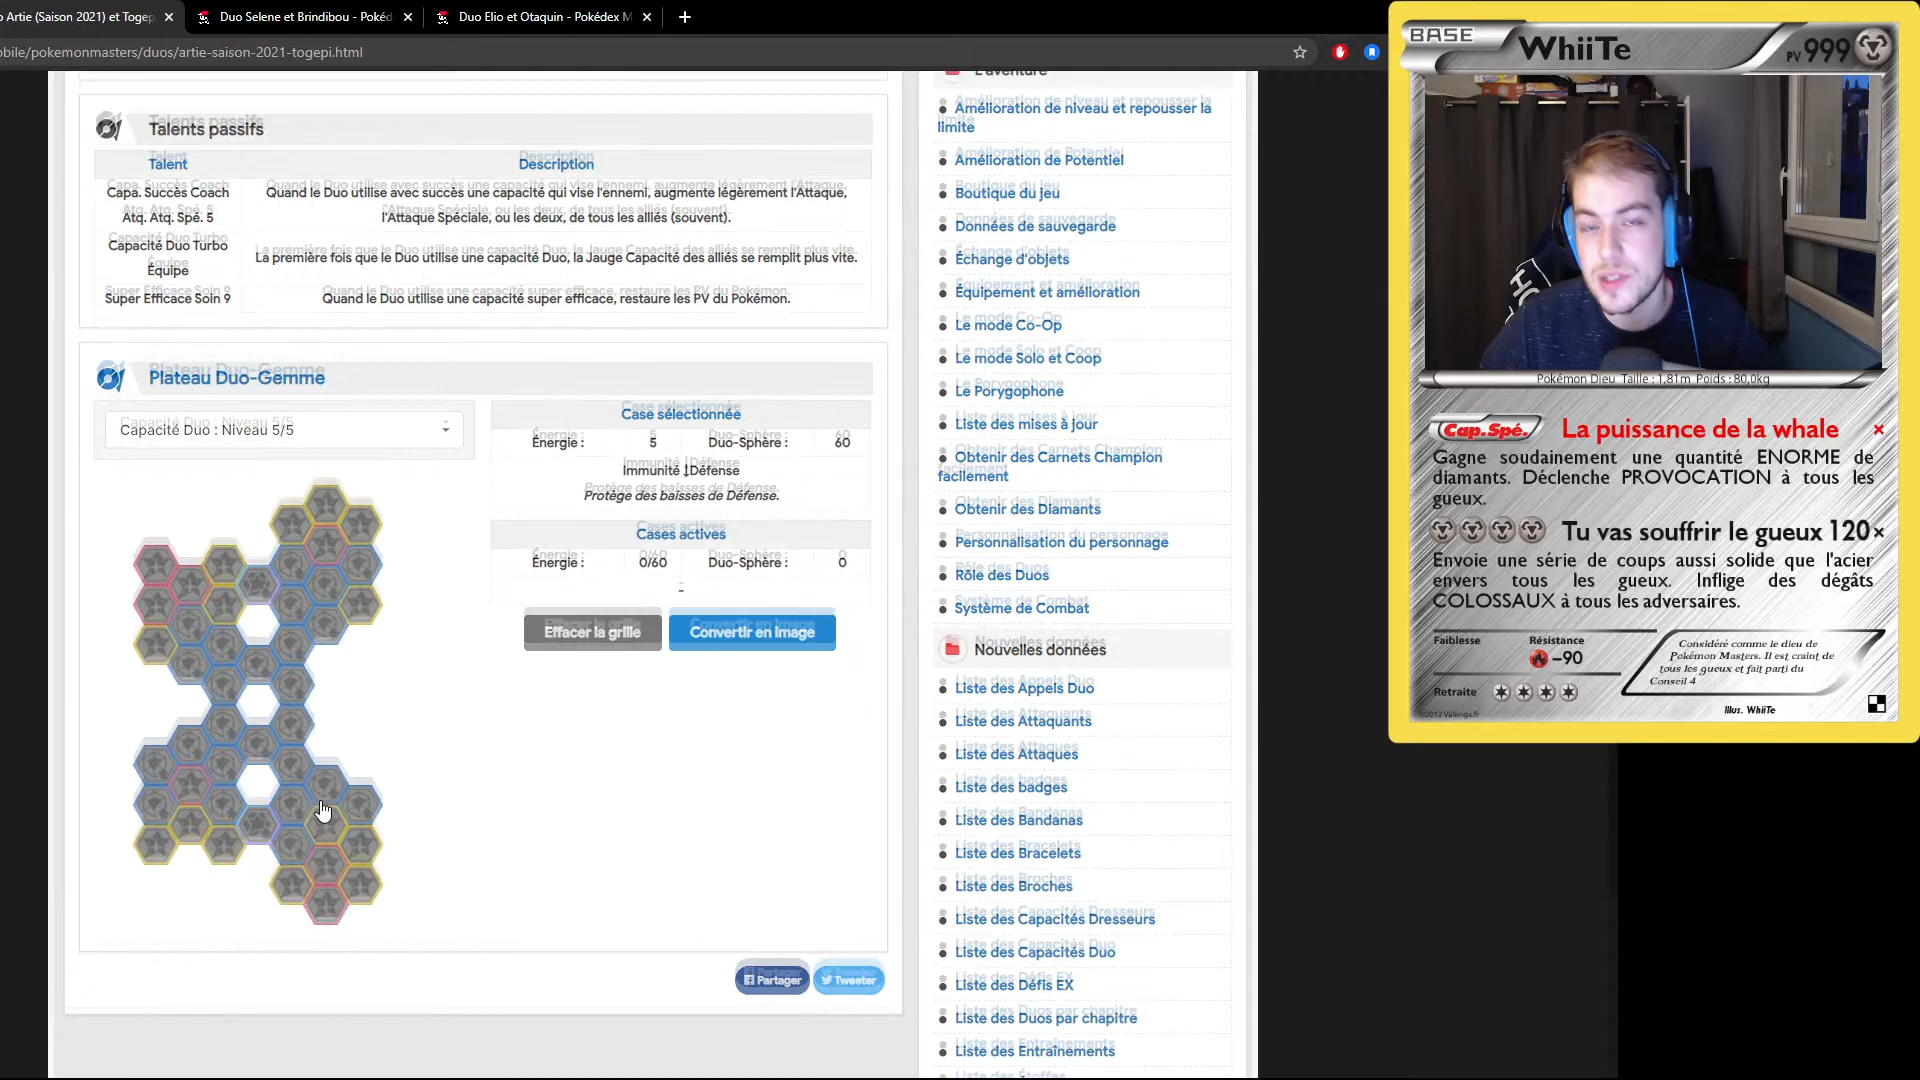 o Artie (Saison 2021) et Togep
Duo Selene et Brindibou - Pokéd
Duo Elio et Otaquin - Pokédex M
obile/pokemonmasters/duos/artie-saison-2021-togepi.html
Talents passifs
Talent
Description
Capa. Succès Coach
Atq. Atq. Spé. 5
Quand le Duo utilise avec succès une capacité qui vise l'ennemi, augmente légèrement l'Attaque,
l'Attaque Spéciale, ou les deux, de tous les alliés (souvent).
Capacité Duo Turbo
Équipe
La première fois que le Duo utilise une capacité Duo, la Jauge Capacité des alliés se remplit plus vite.
Super Efficace Soin 9
Quand le Duo utilise une capacité super efficace, restaure les PV du Pokémon.
Plateau Duo-Gemme
Capacité Duo : Niveau 5/5
Case sélectionnée
Énergie : 5 Duo-Sphère : 60
Immunité ↓Défense
Protège des baisses de Défense.
Cases actives
Énergie : 0/60 Duo-Sphère : 0
-
Effacer la grille
Convertir en image
Partager
Tweeter
L'aventure
Amélioration de niveau et repousser la
limite
Amélioration de Potentiel
Boutique du jeu
Données de sauvegarde
Échange d'objets
Équipement et amélioration
Le mode Co-Op
Le mode Solo et Coop
Le Porygophone
Liste des mises à jour
Obtenir des Carnets Champion
facilement
Obtenir des Diamants
Personnalisation du personnage
Rôle des Duos
Système de Combat
Nouvelles données
Liste des Appels Duo
Liste des Attaquants
Liste des Attaques
Liste des badges
Liste des Bandanas
Liste des Bracelets
Liste des Broches
Liste des Capacités Dresseurs
Liste des Capacités Duo
Liste des Défis EX
Liste des Duos par chapitre
Liste des Entraînements
Liste des Étoffes
BASE
WhiiTe
PV 999
Pokémon Dieu Taille : 1,81m Poids : 80,0kg
Cap.Spé.
La puissance de la whale
×
Gagne soudainement une quantité ENORME de
diamants. Déclenche PROVOCATION à tous les
gueux.
Tu vas souffrir le gueux 120×
Envoie une série de coups aussi solide que l'acier
envers tous les gueux. Inflige des dégâts
COLOSSAUX à tous les adversaires.
Faiblesse
Résistance
-90
Retraite
Considéré comme le dieu de
Pokémon Masters. Il est craint de
tous les gueux et fait parti du
Conseil 4
Illus. WhiiTe
©2012 Valenga.fr